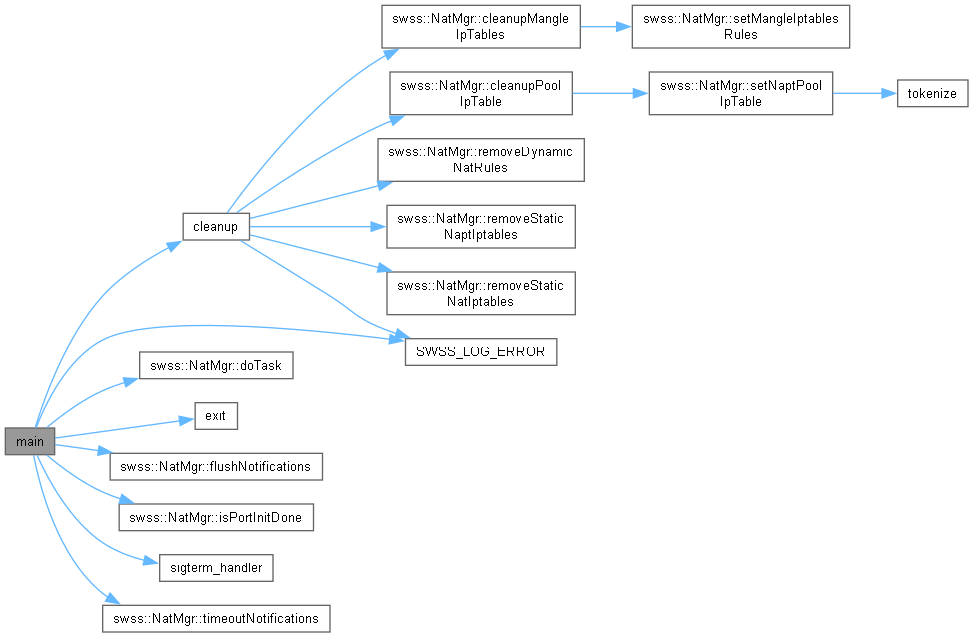 swss::NatMgr::cleanupMangle
IpTables
swss::NatMgr::setMangleIptables
Rules
swss::NatMgr::cleanupPool
IpTable
swss::NatMgr::setNaptPool
IpTable
tokenize
swss::NatMgr::removeDynamic
NatRules
cleanup
swss::NatMgr::removeStatic
NaptIptables
swss::NatMgr::removeStatic
NatIptables
SWSS_LOG_ERROR
swss::NatMgr::doTask
exit
main
swss::NatMgr::flushNotifications
swss::NatMgr::isPortInitDone
sigterm_handler
swss::NatMgr::timeoutNotifications